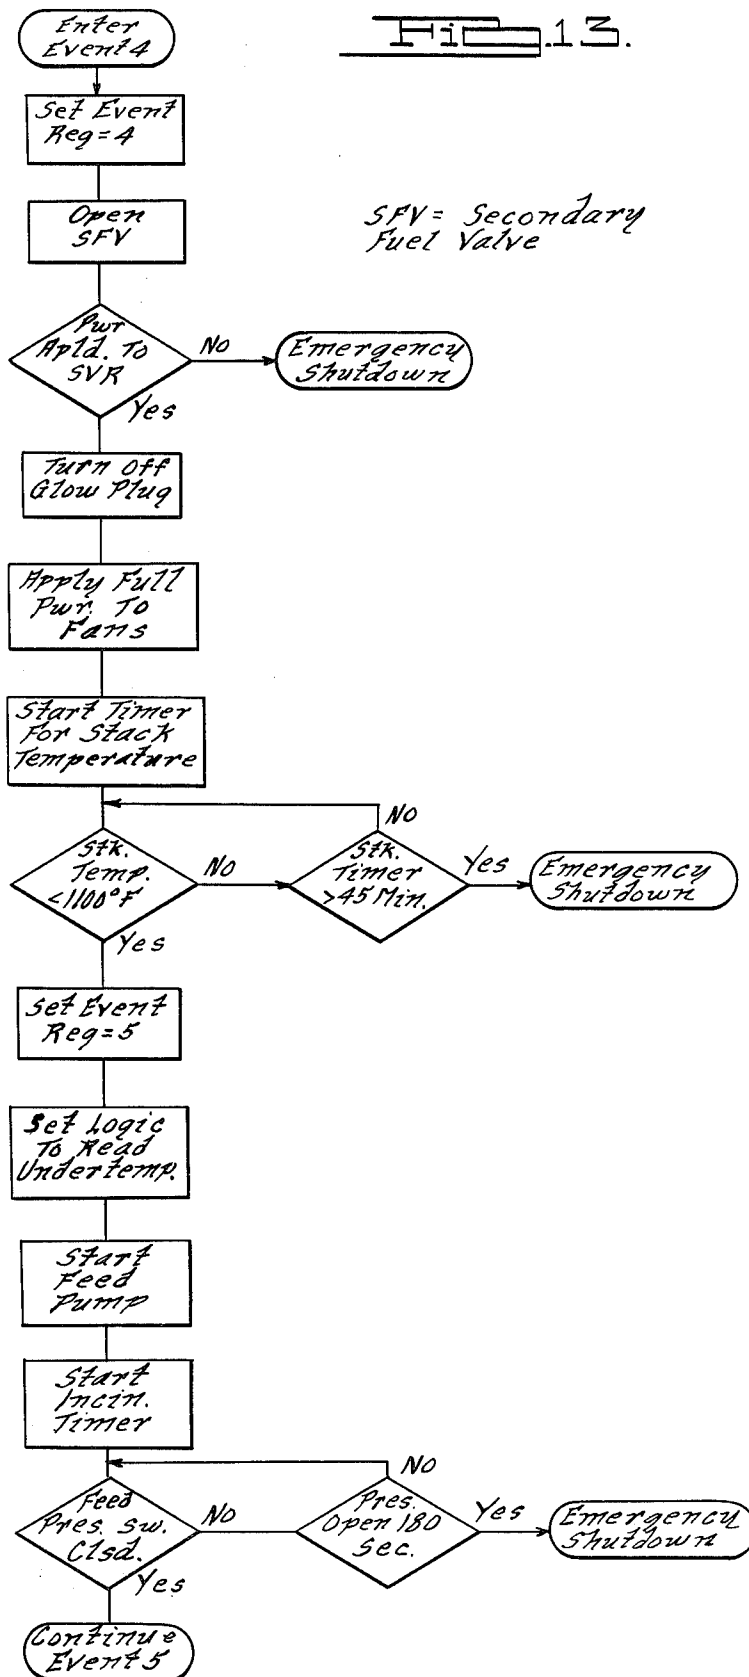 Enter
Event 4
Fig. 13.
Set Event
Reg=4
Open
SFV
SFV = Secondary
Fuel Valve
Pwr
Apld. To
SVR
No
Emergency
Shutdown
Yes
Turn Off
Glow Plug
Apply Full
Pwr. To
Fans
Start Timer
For Stack
Temperature
No
Stk.
Temp.
<1100°F
No
Stk.
Timer
>45 Min.
Yes
Emergency
Shutdown
Yes
Set Event
Reg=5
Set Logic
To Read
Undertemp.
Start
Feed
Pump
Start
Incin.
Timer
No
Feed
Pres. Sw.
Clsd.
No
Pres.
Open 180
Sec.
Yes
Emergency
Shutdown
Yes
Continue
Event 5